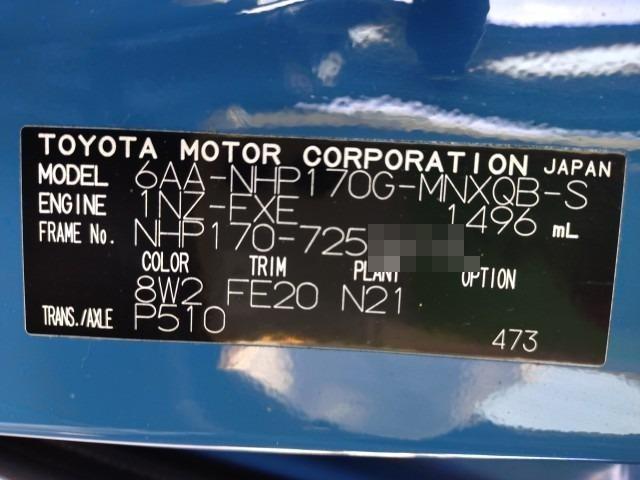 TOYOTA MOTOR CORPORATION JAPAN
MODEL 6AA-NHP170G-MNXQB-S
ENGINE 1NZ-FXE 1496 mL
FRAME No. NHP170-725
COLOR TRIM PLANT OPTION
8W2 FE20 N21
TRANS./AXLE P510
473